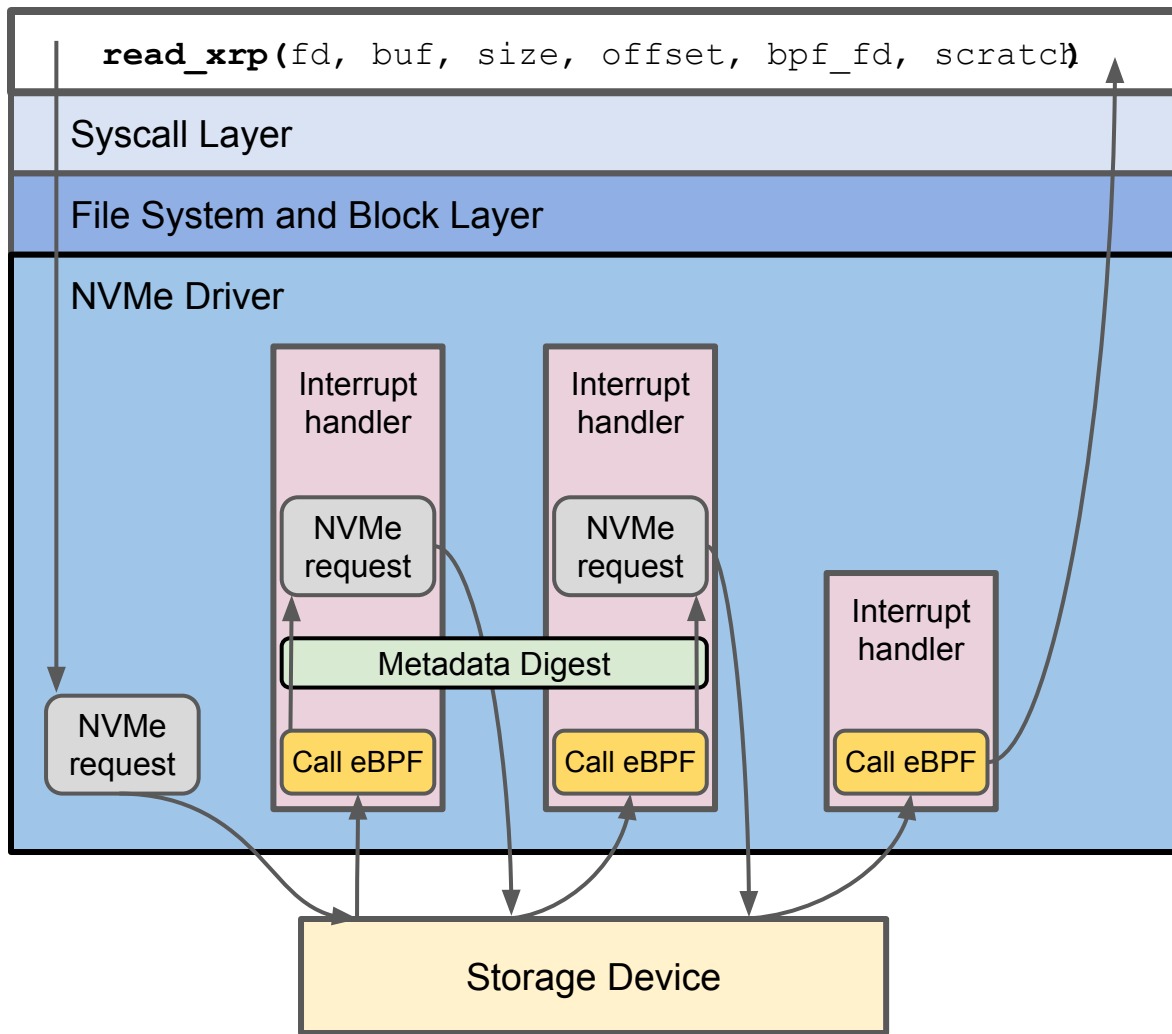 read_xrp(fd, buf, size, offset, bpf_fd, scratch)
Syscall Layer
File System and Block Layer
NVMe Driver
Interrupt
handler
NVMe
request
Call eBPF
Interrupt
handler
NVMe
request
Call eBPF
Metadata Digest
Interrupt
handler
Call eBPF
NVMe
request
Storage Device